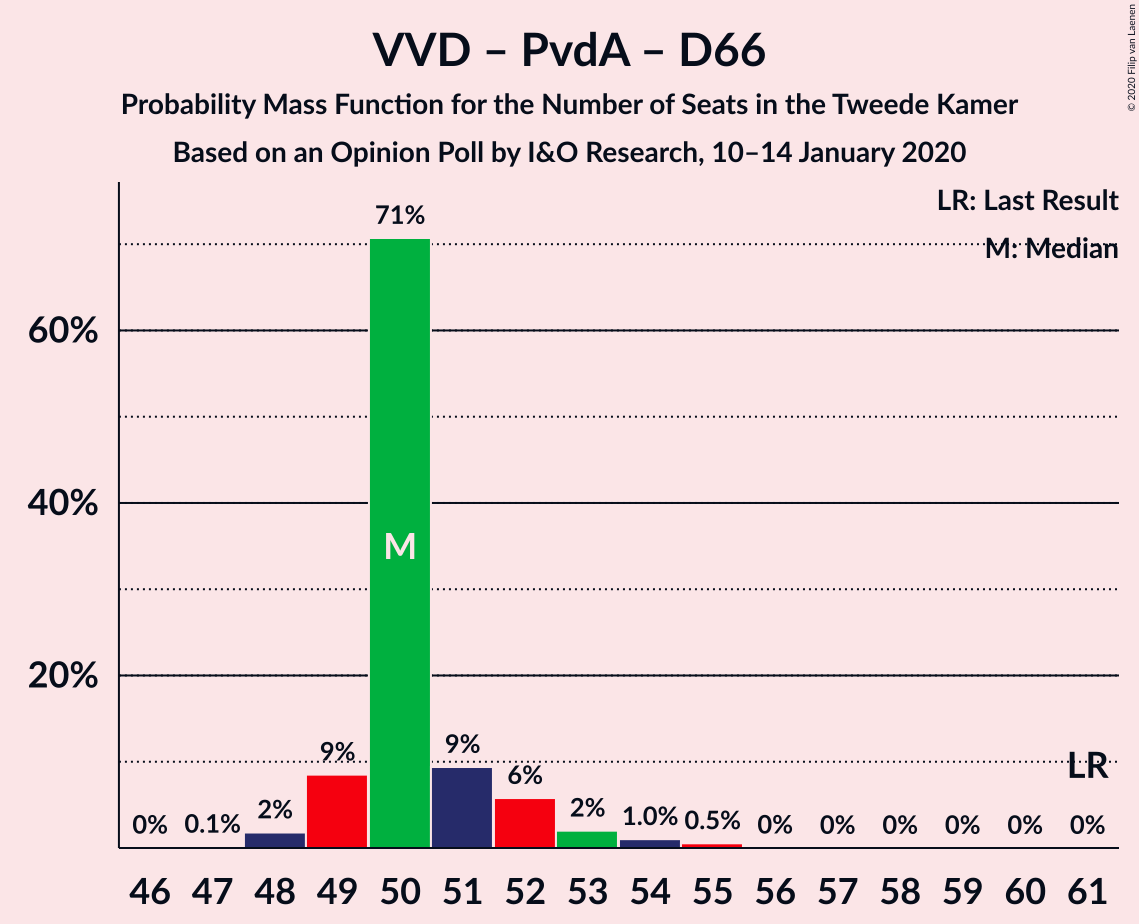 VVD – PvdA – D66
Probability Mass Function for the Number of Seats in the Tweede Kamer
Based on an Opinion Poll by I&O Research, 10–14 January 2020
© 2020 Filip van Laenen
LR: Last Result
M: Median
71%
60%
40%
20%
M
LR
0%
0.1%
2%
9%
9%
6%
2%
1.0%
0.5%
0%
0%
0%
0%
0%
0%
46 47 48 49 50 51 52 53 54 55 56 57 58 59 60 61